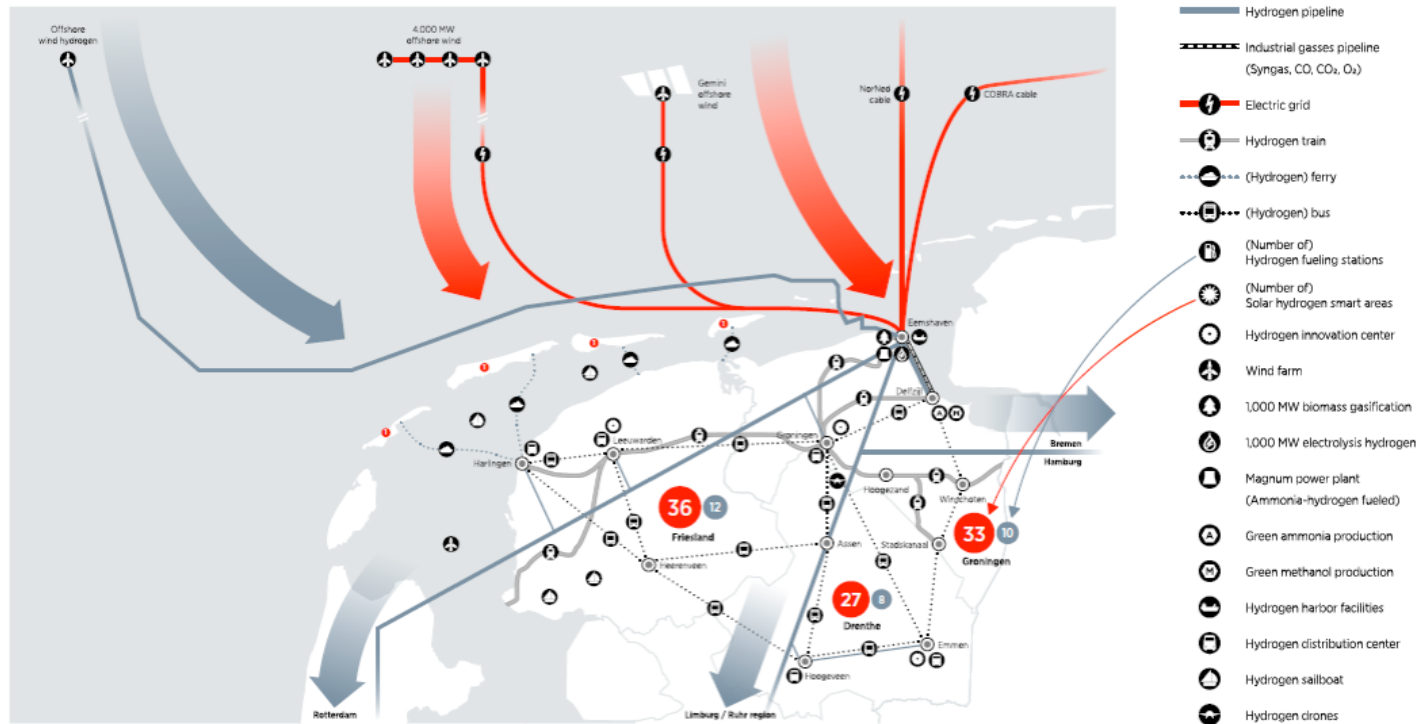 Offshore
wind hydrogen
4.000 MW
offshore wind
Gemini
offshore
wind
NorNed
cable
COBRA cable
Eemshaven
Delfzijl
1
1
1
1
Leeuwarden
Groningen
Harlingen
Bremen
Hamburg
Hoogezand
Winschoten
36
12
Friesland
33
10
Groningen
Assen
Stadskanaal
Heerenveen
27
8
Drenthe
Emmen
Hoogeveen
Rotterdam
Limburg / Ruhr region
A
M
Hydrogen pipeline
Industrial gasses pipeline
(Syngas, CO, CO₂, O₂)
Electric grid
Hydrogen train
(Hydrogen) ferry
(Hydrogen) bus
(Number of)
Hydrogen fueling stations
(Number of)
Solar hydrogen smart areas
Hydrogen innovation center
Wind farm
1,000 MW biomass gasification
1,000 MW electrolysis hydrogen
Magnum power plant
(Ammonia-hydrogen fueled)
A
Green ammonia production
M
Green methanol production
Hydrogen harbor facilities
Hydrogen distribution center
Hydrogen sailboat
Hydrogen drones